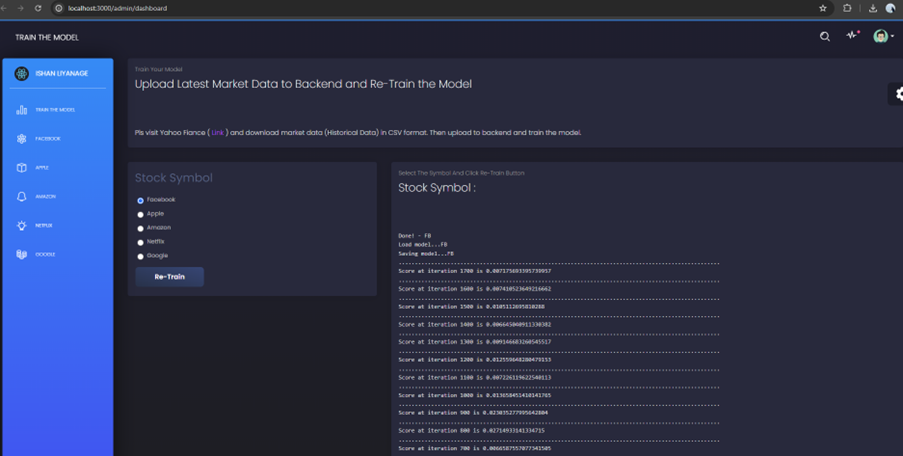 localhost:3000/admin/dashboard
TRAIN THE MODEL
ISHAN LIYANAGE
TRAIN THE MODEL
FACEBOOK
APPLE
AMAZON
NETFLIX
GOOGLE
Train Your Model
Upload Latest Market Data to Backend and Re-Train the Model
Pls visit Yahoo Fiance ( Link ) and download market data (Historical Data) in CSV format. Then upload to backend and train the model.
Stock Symbol
Facebook
Apple
Amazon
Netflix
Google
Re-Train
Select The Symbol And Click Re-Train Button
Stock Symbol :
Done! - FB
Load model...FB
Saving model...FB
Score at iteration 1700 is 0.007175693395739957
Score at iteration 1600 is 0.007410523649216662
Score at iteration 1500 is 0.0105112695810288
Score at iteration 1400 is 0.006645040911330382
Score at iteration 1300 is 0.009146683260545517
Score at iteration 1200 is 0.012559648280479153
Score at iteration 1100 is 0.007226119622540113
Score at iteration 1000 is 0.013658451410141765
Score at iteration 900 is 0.023035277995642804
Score at iteration 800 is 0.02714933141334715
Score at iteration 700 is 0.006658755707734150​5